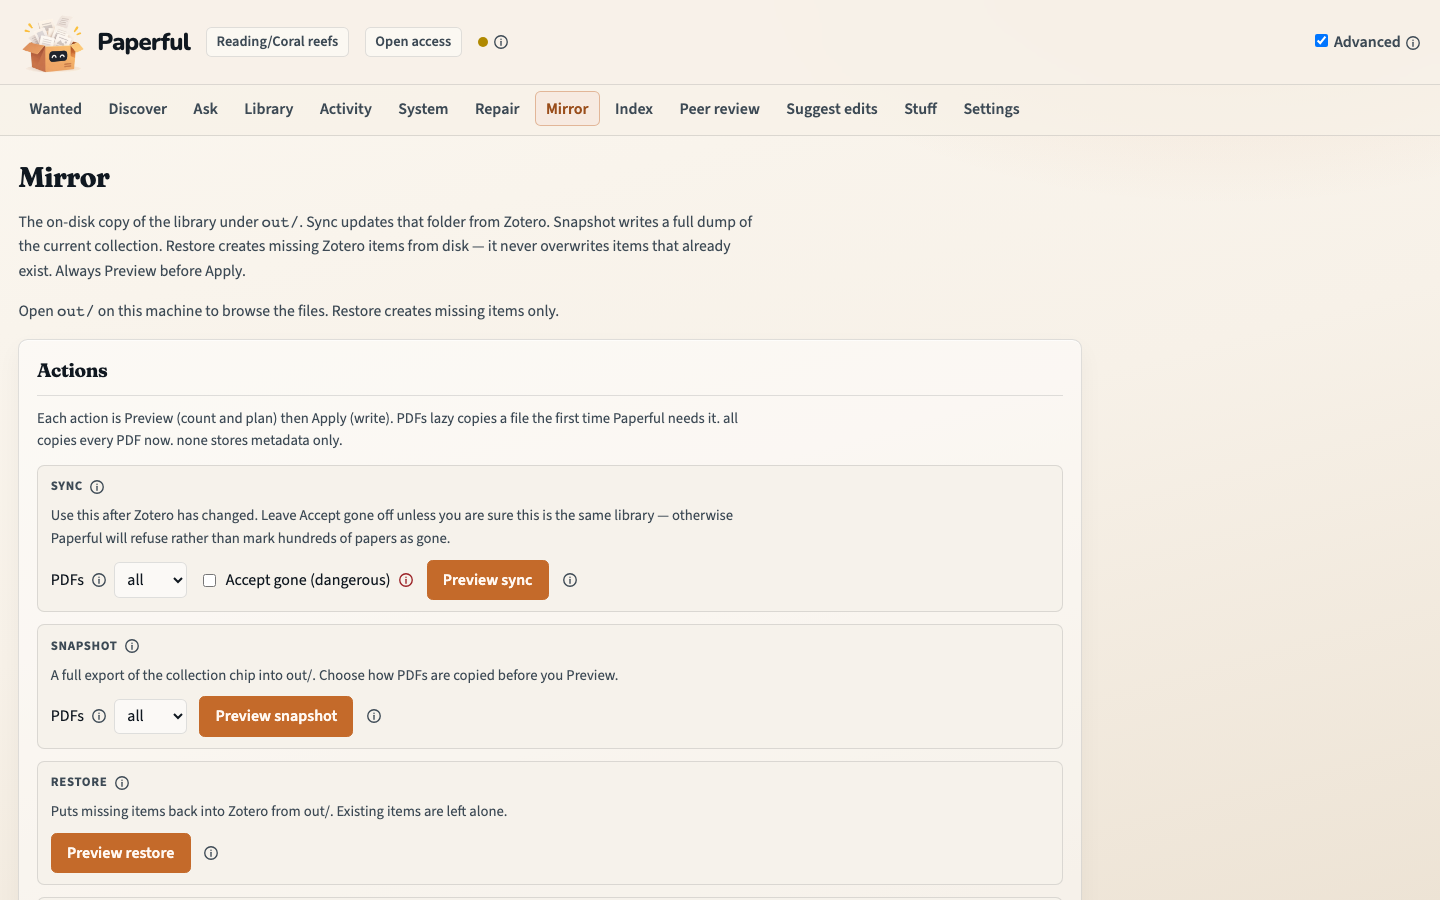 Paperful
Reading/Coral reefs
Open access
Advanced
Wanted
Discover
Ask
Library
Activity
System
Repair
Mirror
Index
Peer review
Suggest edits
Stuff
Settings
Mirror
The on-disk copy of the library under out/. Sync updates that folder from Zotero. Snapshot writes a full dump of
the current collection. Restore creates missing Zotero items from disk — it never overwrites items that already
exist. Always Preview before Apply.
Open out/ on this machine to browse the files. Restore creates missing items only.
Actions
Each action is Preview (count and plan) then Apply (write). PDFs lazy copies a file the first time Paperful needs it. all
copies every PDF now. none stores metadata only.
SYNC
Use this after Zotero has changed. Leave Accept gone off unless you are sure this is the same library — otherwise
Paperful will refuse rather than mark hundreds of papers as gone.
PDFs all Accept gone (dangerous) Preview sync
SNAPSHOT
A full export of the collection chip into out/. Choose how PDFs are copied before you Preview.
PDFs all Preview snapshot
RESTORE
Puts missing items back into Zotero from out/. Existing items are left alone.
Preview restore